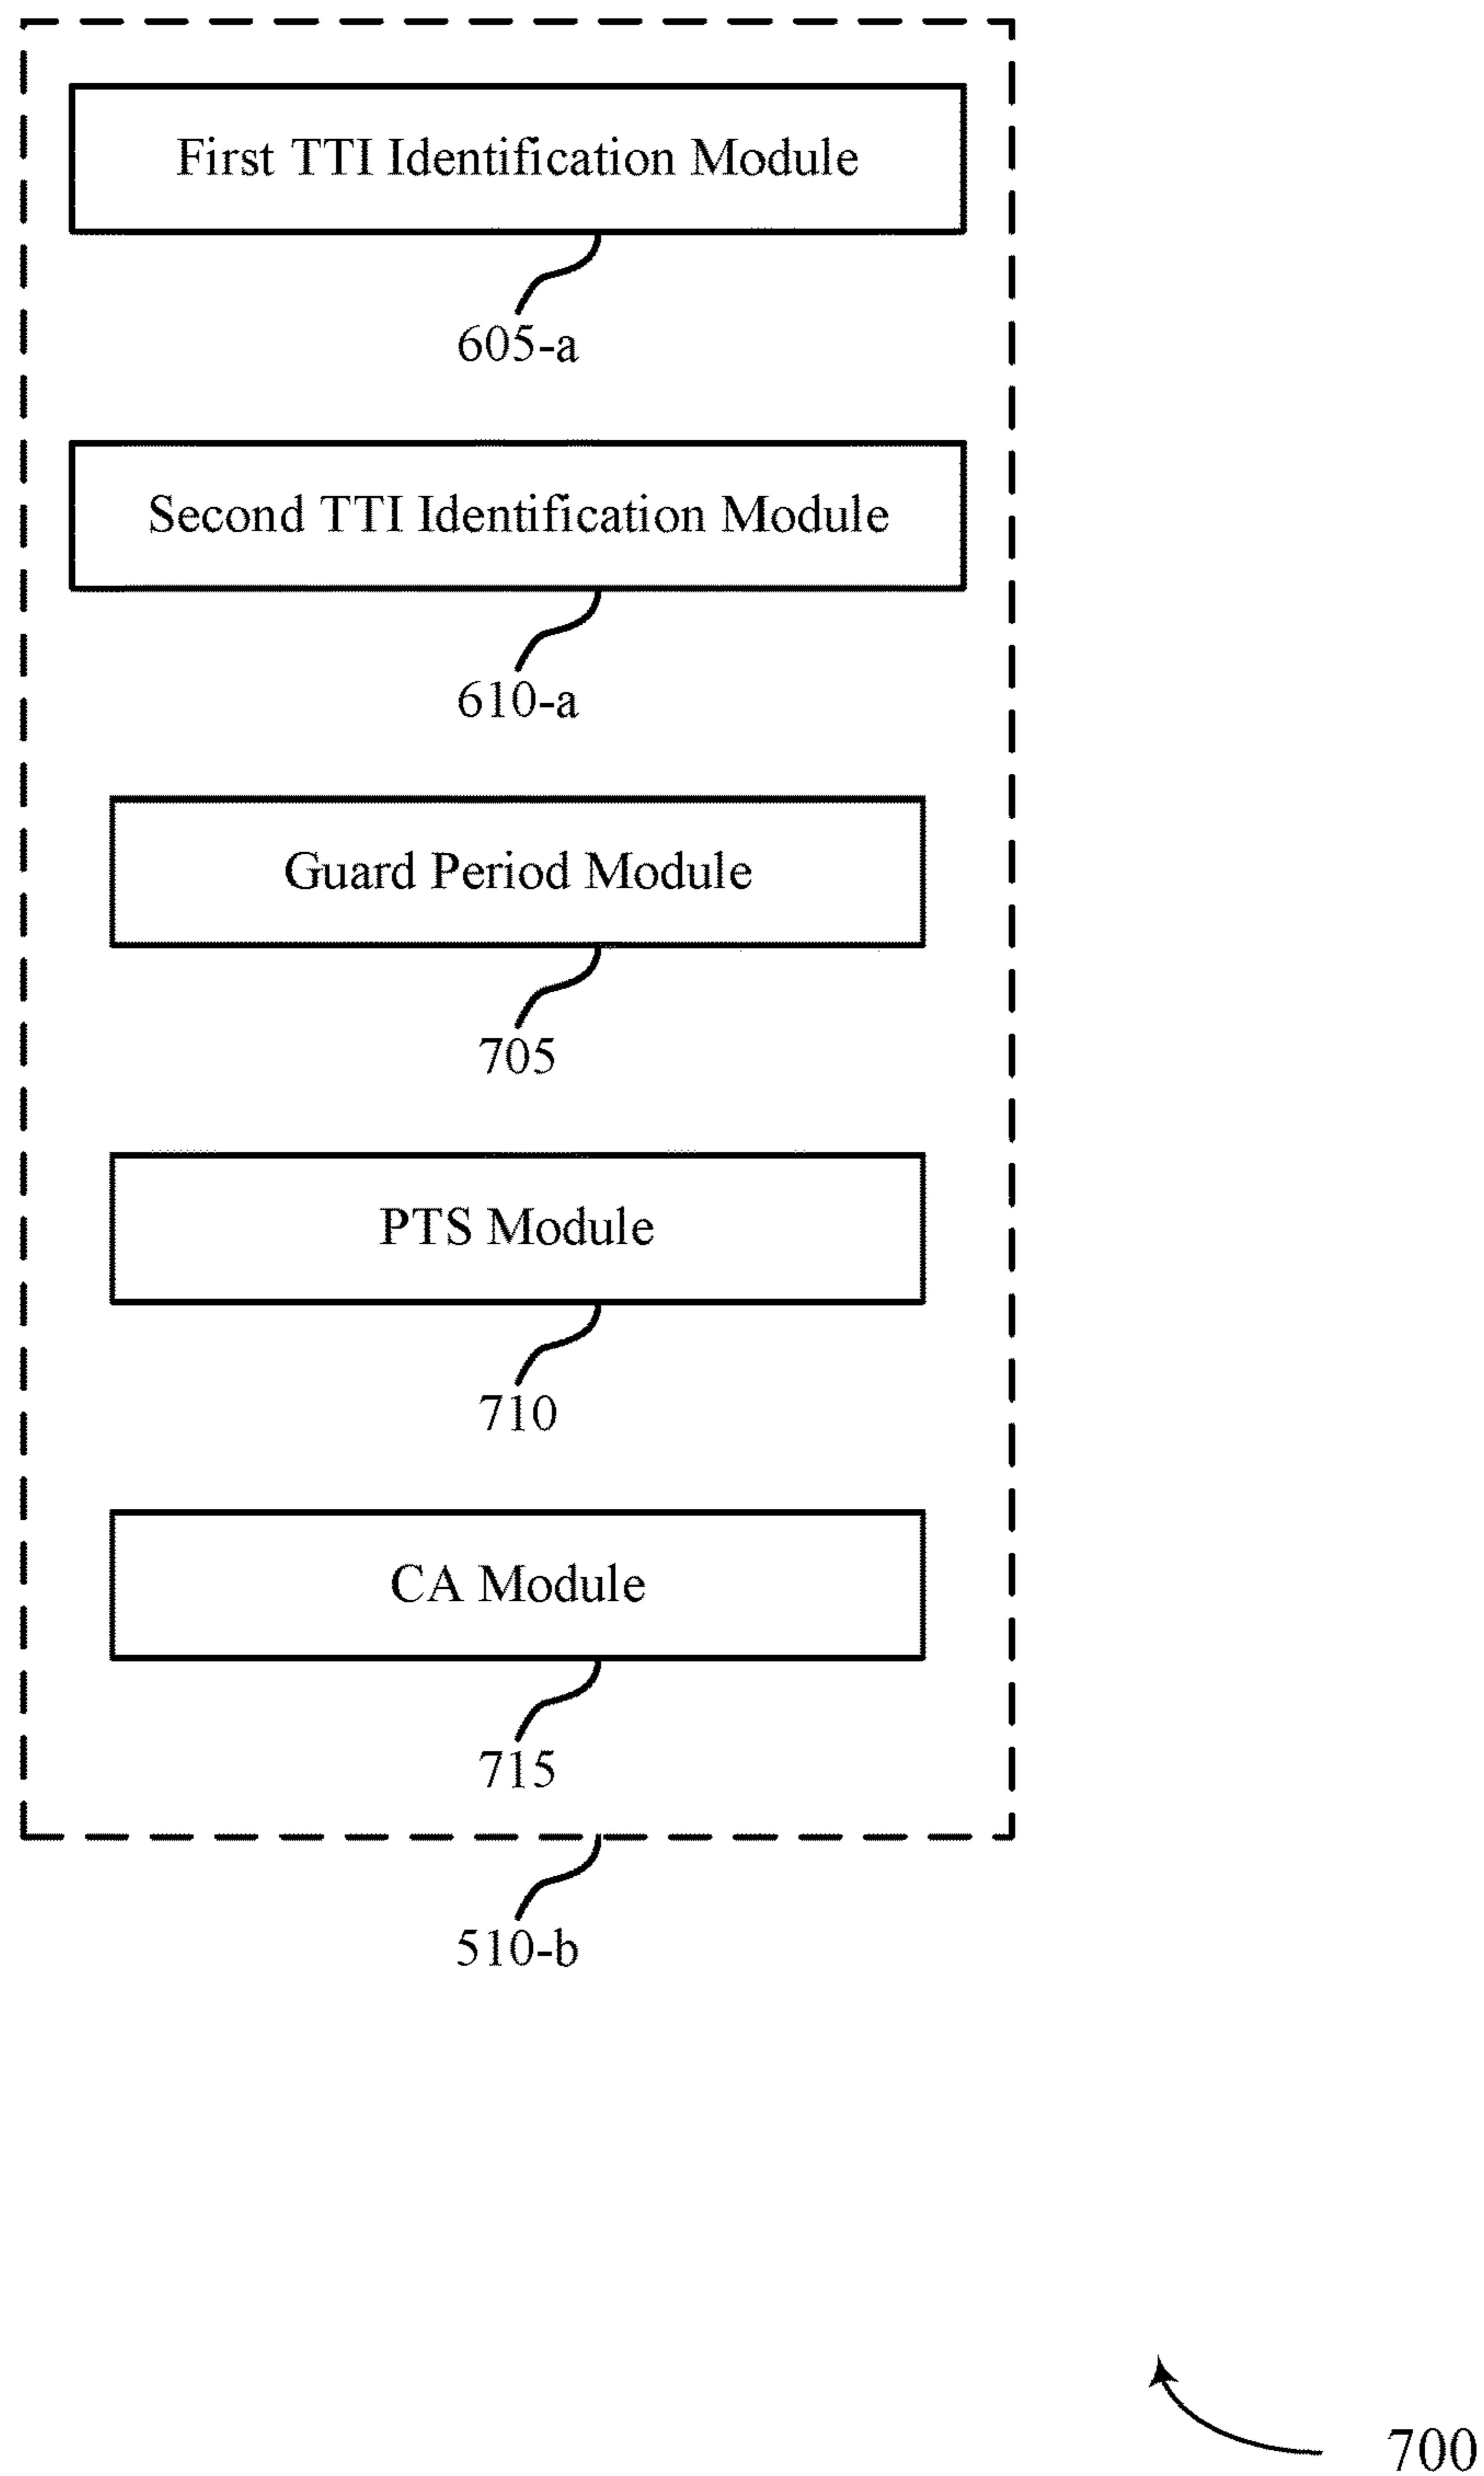 First TTI Identification Module
605-a
Second TTI Identification Module
610-a
Guard Period Module
705
PTS Module
710
CA Module
715
510-b
700